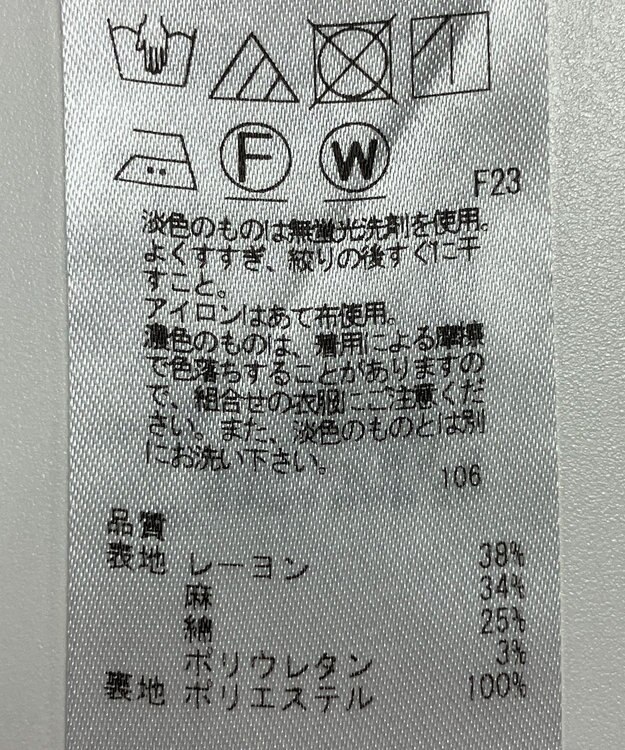 F W
F23
淡色のものは無蛍光洗剤を使用。
よくすすぎ、絞りの後すぐに干
すこと。
アイロンはあて布使用。
濃色のものは、着用による摩擦
で色落ちすることがありますの
で、組合せの衣服にご注意くだ
さい。また、淡色のものとは別
にお洗い下さい。
106
品質
表地 レーヨン 38%
麻 34%
綿 25%
ポリウレタン 3%
裏地 ポリエステル 100%